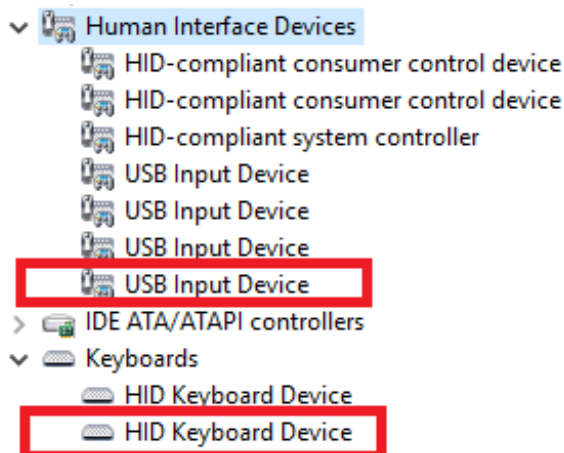 Human Interface Devices
HID-compliant consumer control device
HID-compliant consumer control device
HID-compliant system controller
USB Input Device
USB Input Device
USB Input Device
USB Input Device
IDE ATA/ATAPI controllers
Keyboards
HID Keyboard Device
HID Keyboard Device